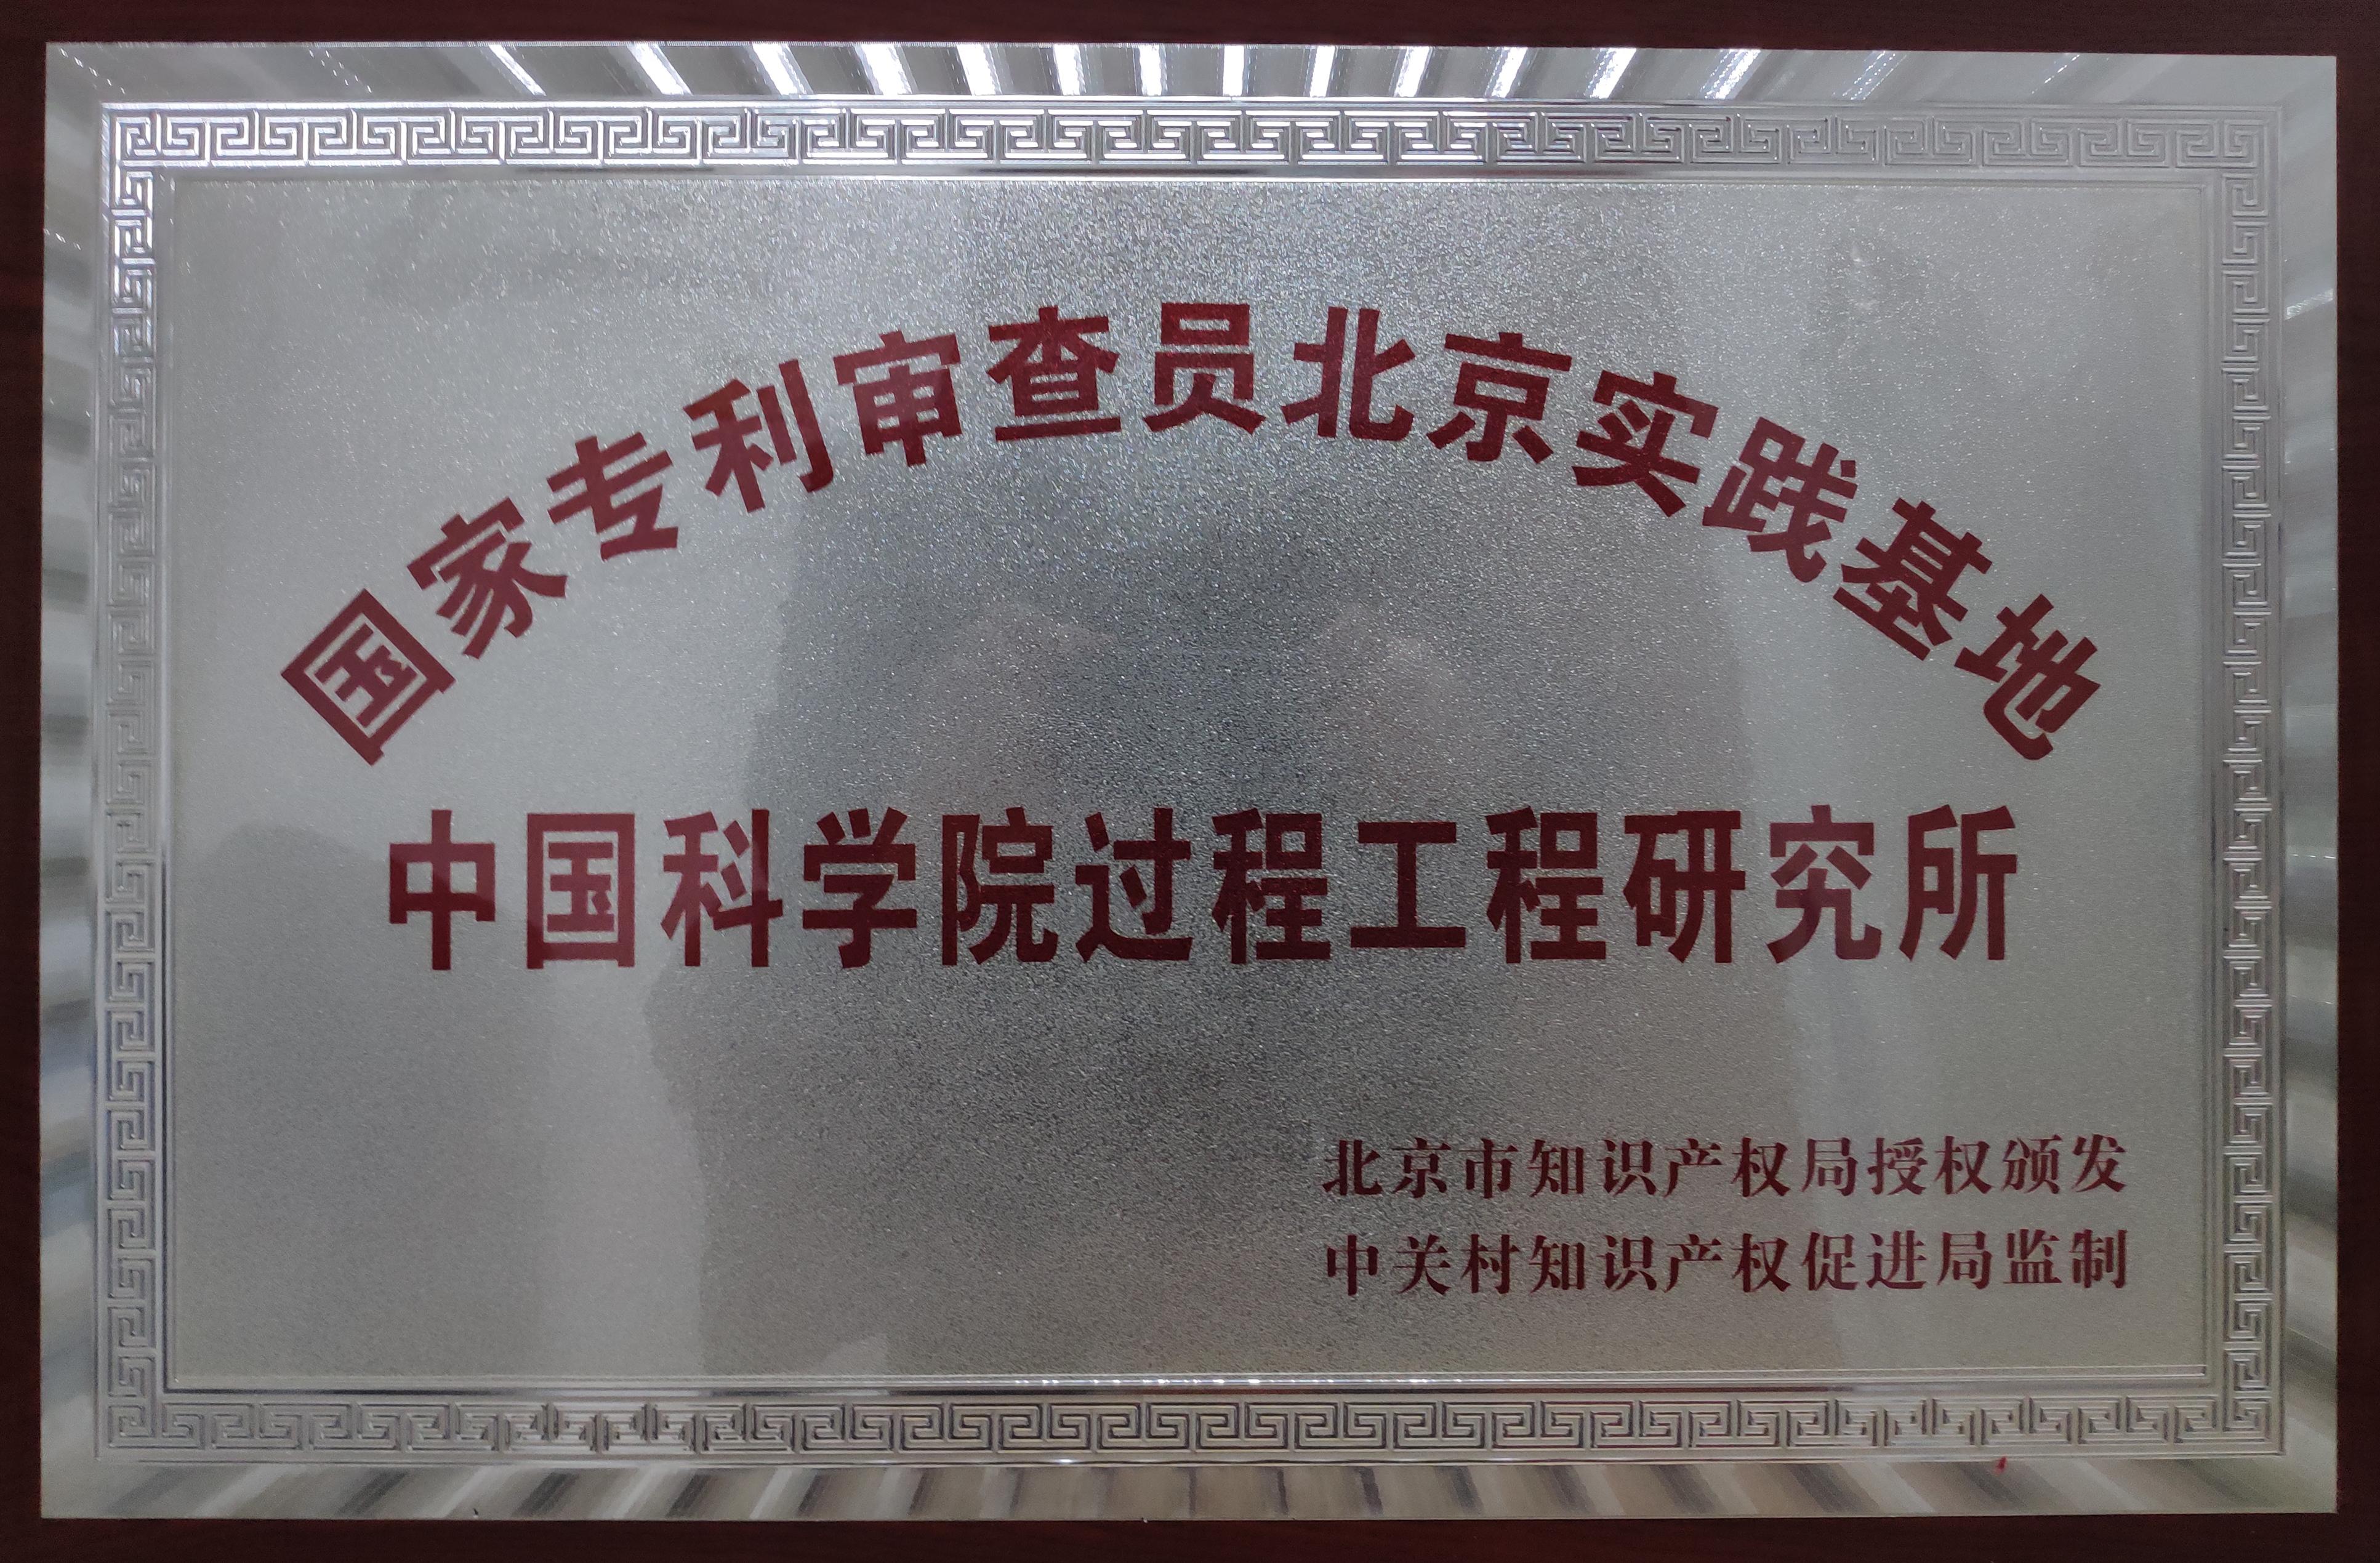 国家专利审查员北京实践基地
中国科学院过程工程研究所
北京市知识产权局授权颁发
中关村知识产权促进局监制